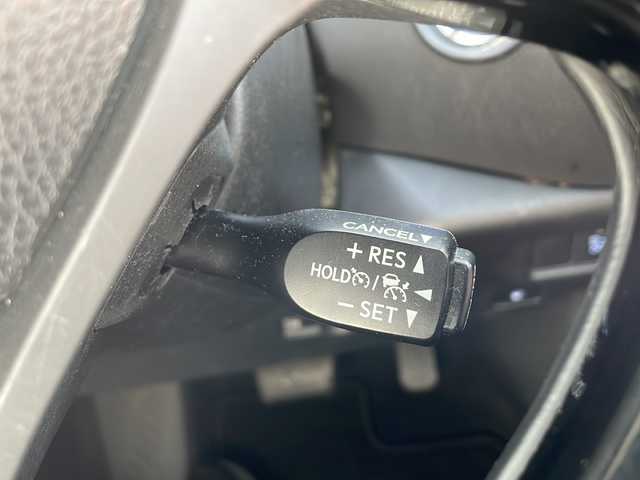 CANCEL▼
+RES▲
HOLD / ◀
−SET▼